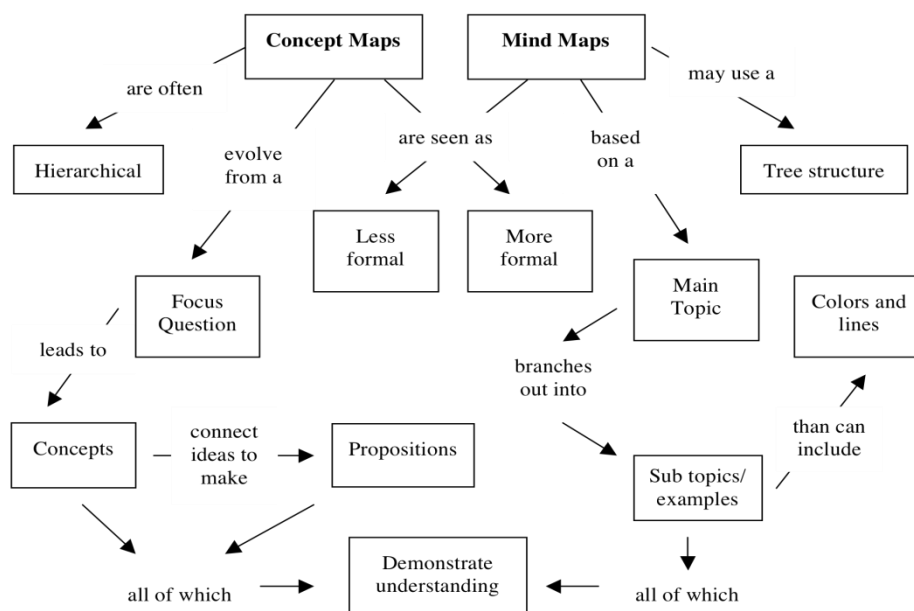 Concept Maps
Mind Maps
are often
may use a
Hierarchical
evolve
from a
are seen as
based
on a
Tree structure
Less
formal
More
formal
Focus
Question
Main
Topic
Colors and
lines
leads to
branches
out into
Concepts
connect
ideas to
make
Propositions
than can
include
Sub topics/
examples
all of which
Demonstrate
understanding
all of which